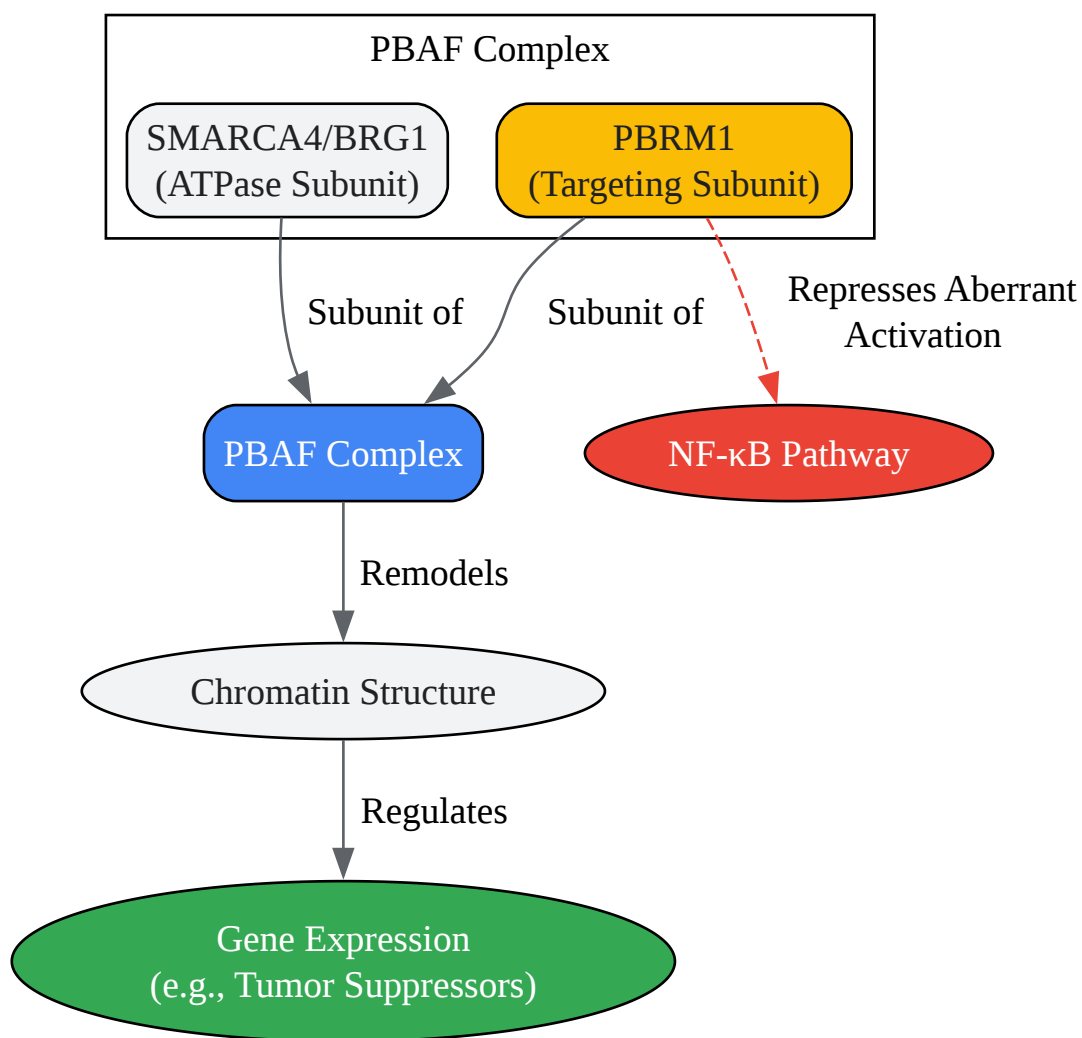 PBAF Complex
SMARCA4/BRG1
(ATPase Subunit)
PBRM1
(Targeting Subunit)
Subunit of
Subunit of
Represses Aberrant
Activation
PBAF Complex
NF-κB Pathway
Remodels
Chromatin Structure
Regulates
Gene Expression
(e.g., Tumor Suppressors)